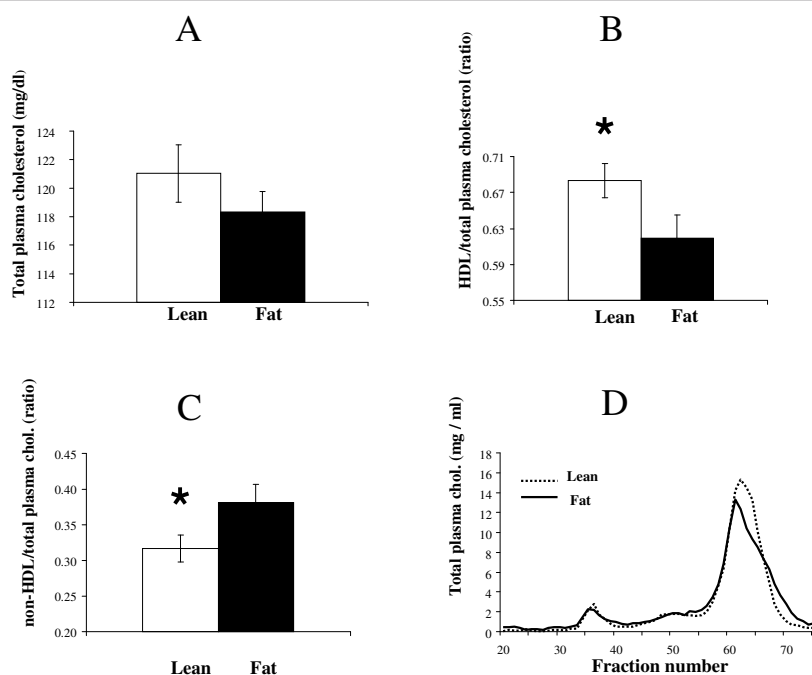 A
Total plasma cholesterol (mg/dl)
124
122
120
118
116
114
112
Lean Fat
B
HDL/total plasma cholesterol (ratio)
*
0.71
0.67
0.63
0.59
0.55
Lean Fat
C
non-HDL/total plasma chol. (ratio)
0.45
0.40
0.35
0.30
0.25
0.20
*
Lean Fat
D
Total plasma chol. (mg / ml)
18
16
14
12
10
8
6
4
2
0
Lean
Fat
20 30 40 50 60 70
Fraction number